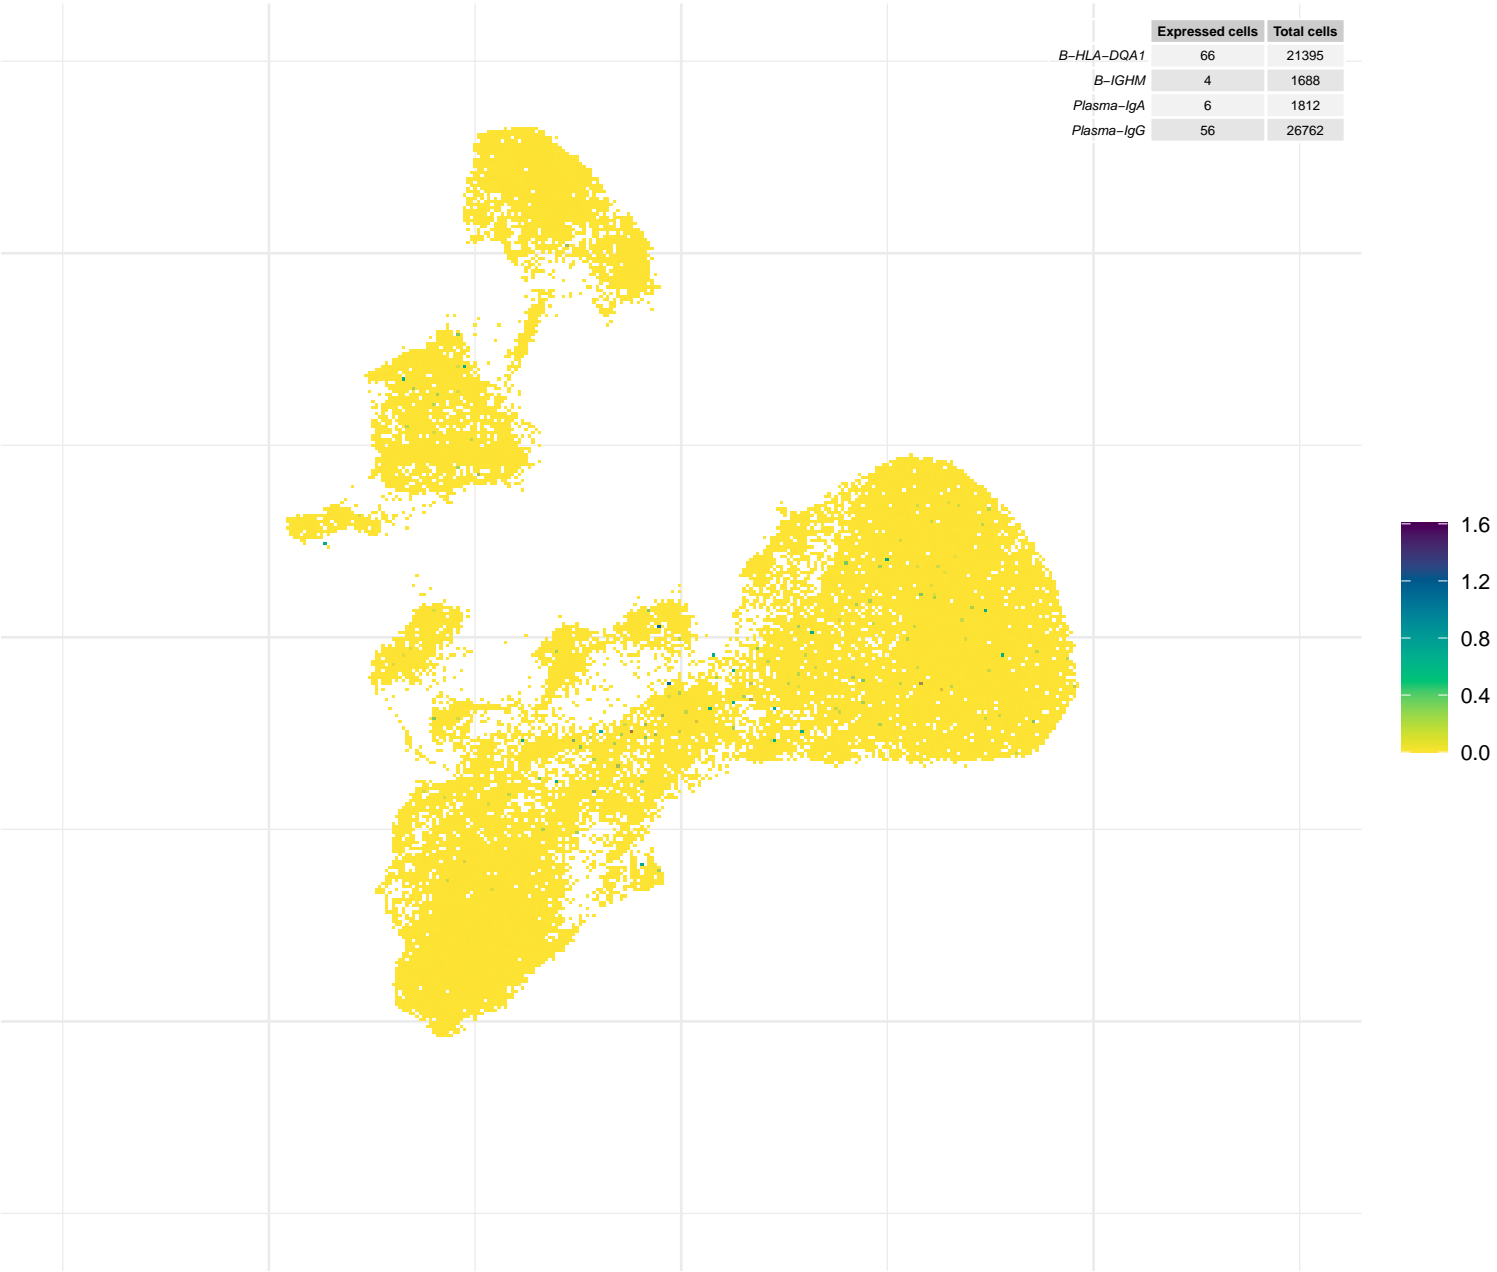 Expressed cells Total cells
B−HLA−DQA1 66 21395
B−IGHM 4 1688
Plasma−IgA 6 1812
Plasma−IgG 56 26762
1.6
1.2
0.8
0.4
0.0